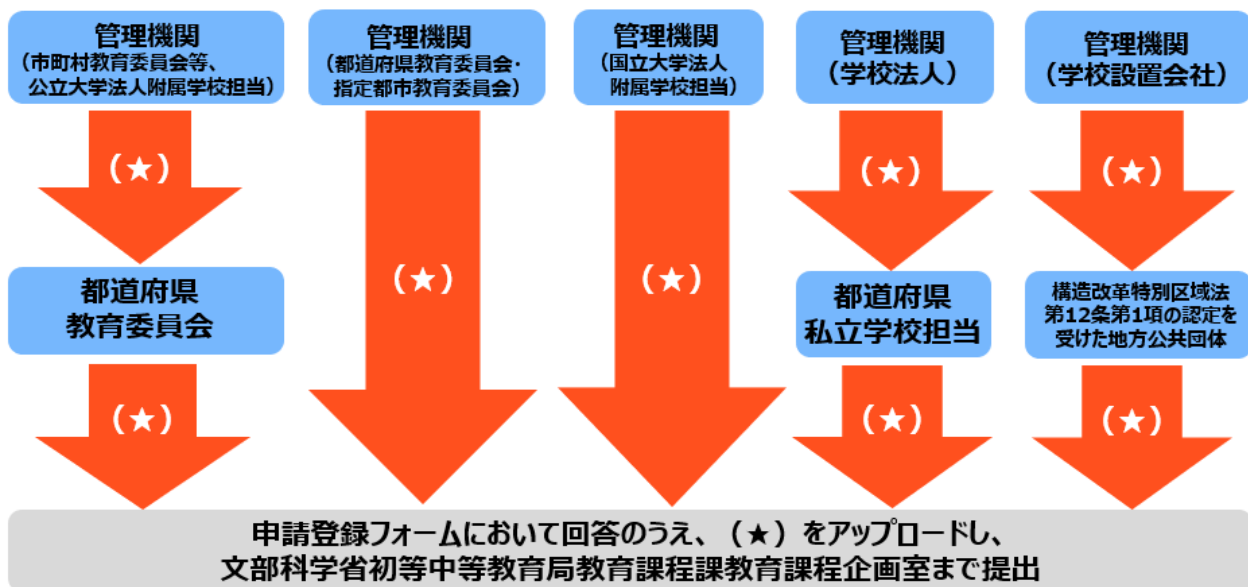 管理機関
(市町村教育委員会等、
公立大学法人附属学校担当)
管理機関
(都道府県教育委員会・
指定都市教育委員会)
管理機関
(国立大学法人
附属学校担当)
管理機関
(学校法人)
管理機関
(学校設置会社)
(★)
(★)
(★)
(★)
(★)
都道府県
教育委員会
都道府県
私立学校担当
構造改革特別区域法
第12条第1項の認定を
受けた地方公共団体
(★)
(★)
(★)
申請登録フォームにおいて回答のうえ、(★)をアップロードし、
文部科学省初等中等教育局教育課程課教育課程企画室まで提出